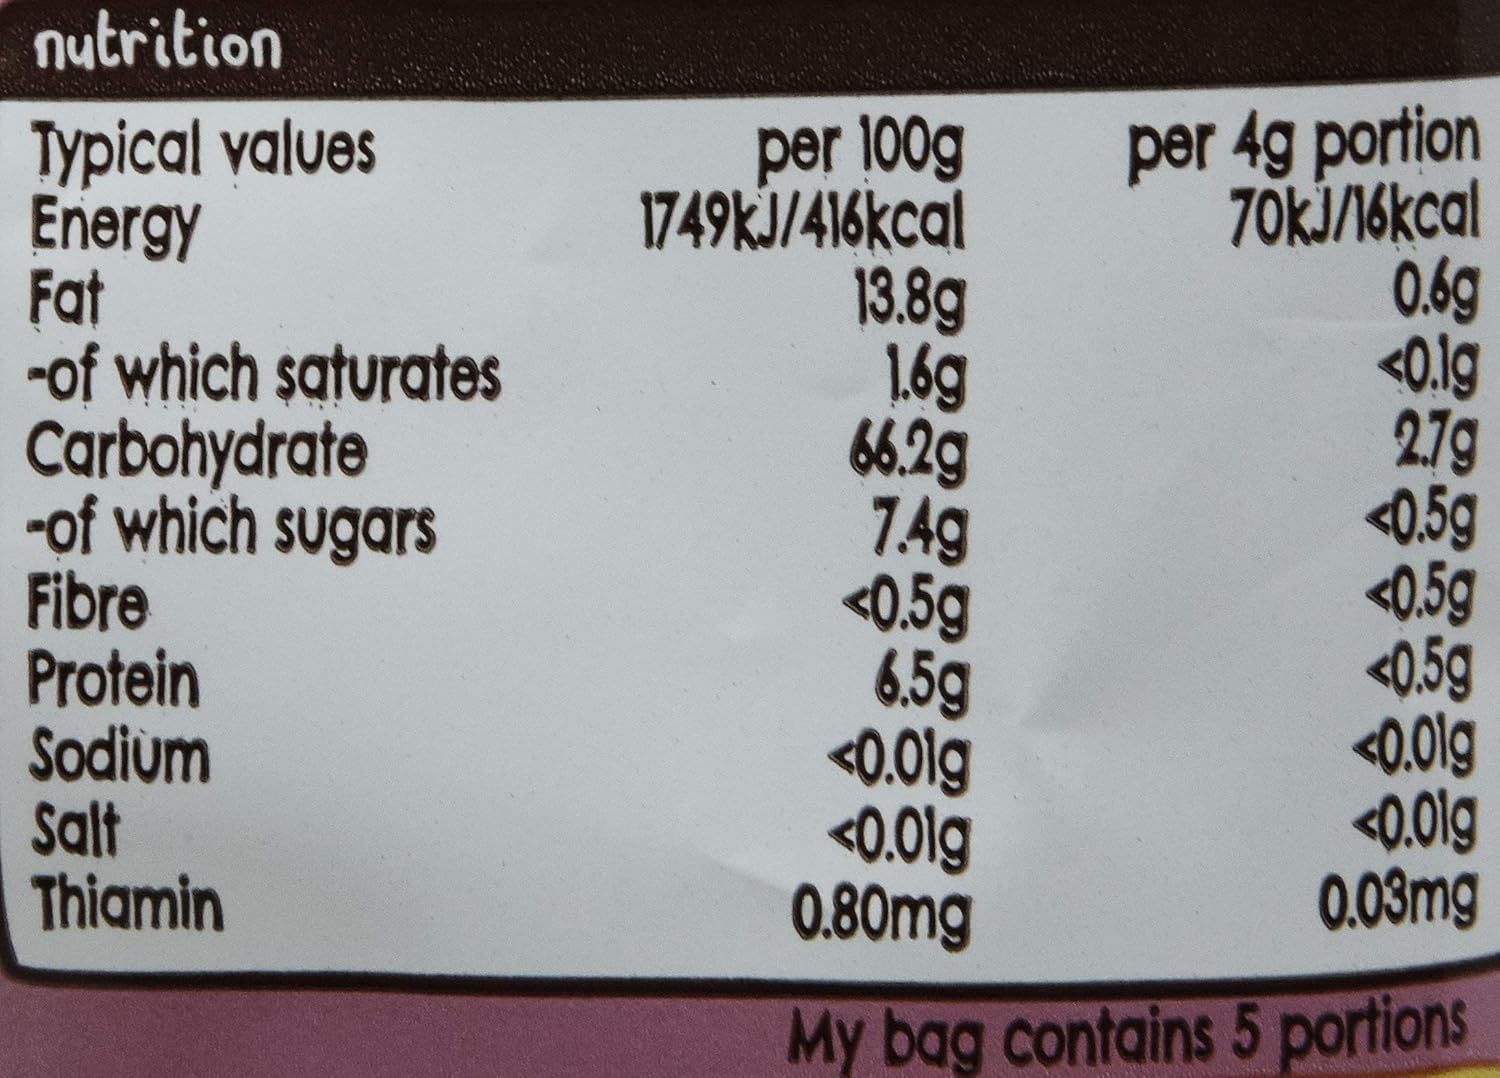 nutrition
Typical values per 100g per 4g portion
Energy 1749kJ/416kcal 70kJ/16kcal
Fat 13.8g 0.6g
-of which saturates 1.6g <0.1g
Carbohydrate 66.2g 2.7g
-of which sugars 7.4g <0.5g
Fibre <0.5g <0.5g
Protein 6.5g <0.5g
Sodium <0.01g <0.01g
Salt <0.01g <0.01g
Thiamin 0.80mg 0.03mg
My bag contains 5 portions